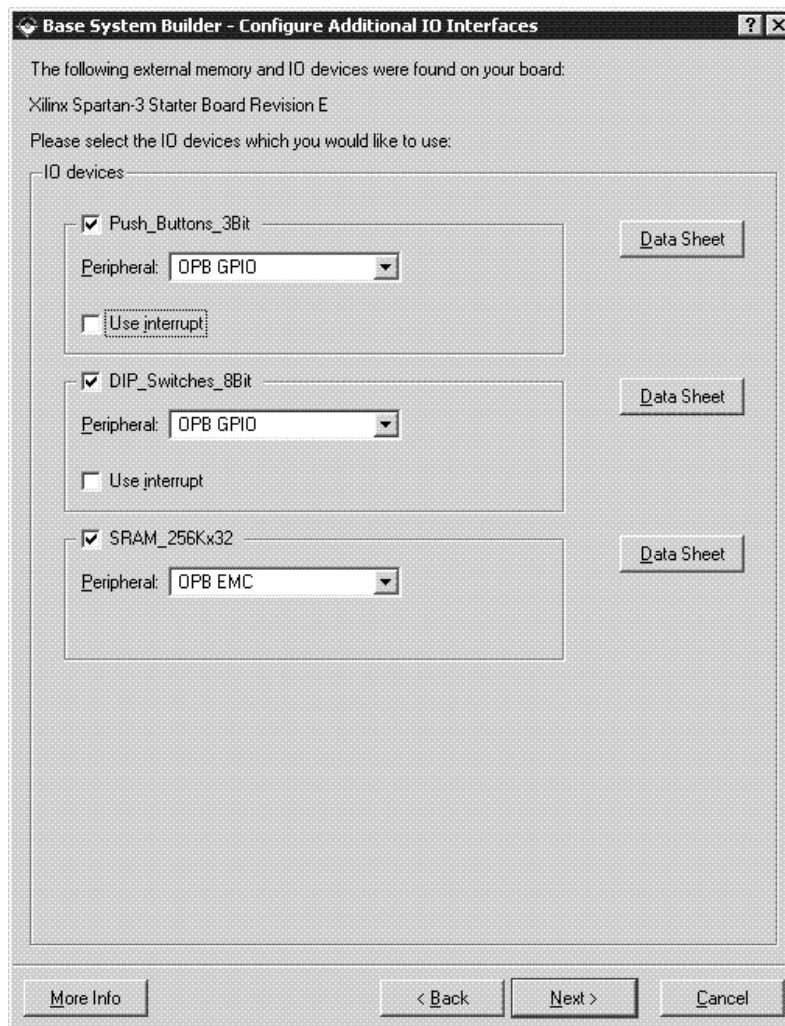 Base System Builder - Configure Additional IO Interfaces
The following external memory and IO devices were found on your board:
Xilinx Spartan-3 Starter Board Revision E
Please select the IO devices which you would like to use:
IO devices
Push_Buttons_3Bit
Data Sheet
Peripheral: OPB GPIO
Use interrupt
DIP_Switches_8Bit
Data Sheet
Peripheral: OPB GPIO
Use interrupt
SRAM_256Kx32
Data Sheet
Peripheral: OPB EMC
More Info < Back Next > Cancel